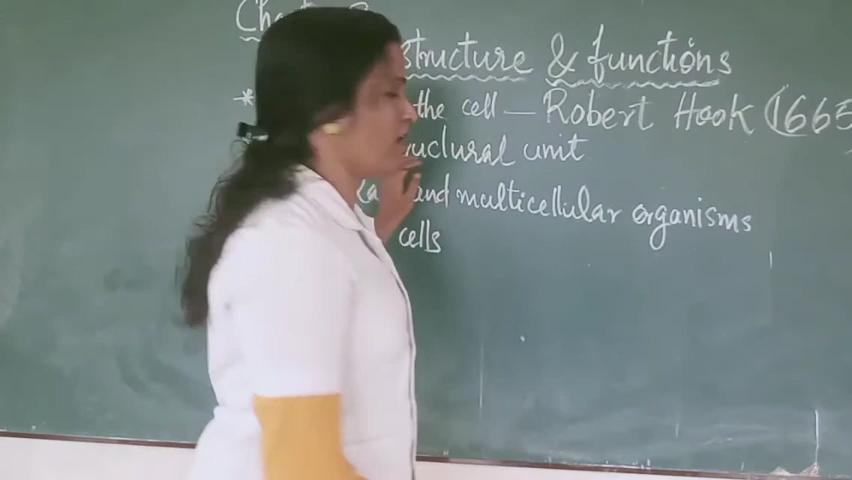 structure & functions
* the cell — Robert Hook (1665
ructural unit
and multicellular organisms
cells